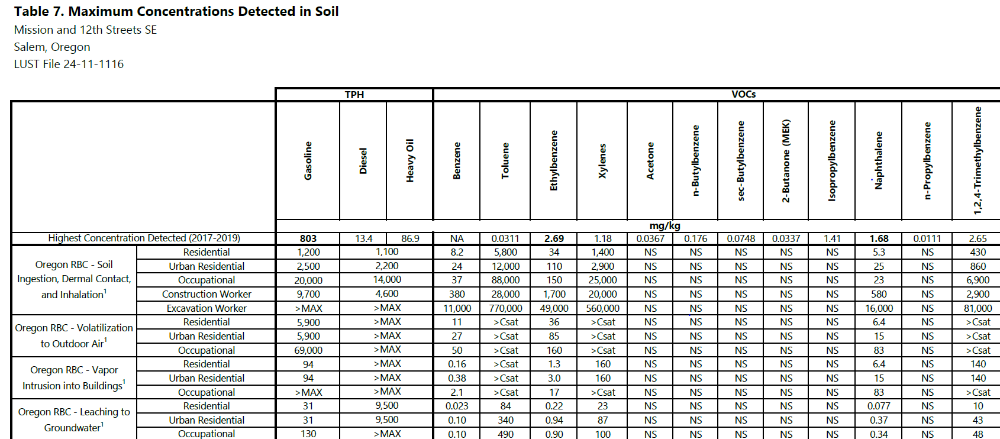 Table 7. Maximum Concentrations Detected in Soil
Mission and 12th Streets SE
Salem, Oregon
LUST File 24-11-1116
TPH VOCs
Gasoline Diesel Heavy Oil Benzene Toluene Ethylbenzene Xylenes Acetone n-Butylbenzene sec-Butylbenzene 2-Butanone (MEK) Isopropylbenzene Naphthalene n-Propylbenzene 1,2,4-Trimethylbenzene
mg/kg
Highest Concentration Detected (2017-2019) 803 13.4 86.9 NA 0.0311 2.69 1.18 0.0367 0.176 0.0748 0.0337 1.41 1.68 0.0111 2.65
Oregon RBC - Soil
Ingestion, Dermal Contact,
and Inhalation1
Residential 1,200 1,100 8.2 5,800 34 1,400 NS NS NS NS NS 5.3 NS 430
Urban Residential 2,500 2,200 24 12,000 110 2,900 NS NS NS NS NS 25 NS 860
Occupational 20,000 14,000 37 88,000 150 25,000 NS NS NS NS NS 23 NS 6,900
Construction Worker 9,700 4,600 380 28,000 1,700 20,000 NS NS NS NS NS 580 NS 2,900
Excavation Worker >MAX >MAX 11,000 770,000 49,000 560,000 NS NS NS NS NS 16,000 NS 81,000
Oregon RBC - Volatilization
to Outdoor Air1
Residential 5,900 >MAX 11 >Csat 36 >Csat NS NS NS NS NS 6.4 NS >Csat
Urban Residential 5,900 >MAX 27 >Csat 85 >Csat NS NS NS NS NS 15 NS >Csat
Occupational 69,000 >MAX 50 >Csat 160 >Csat NS NS NS NS NS 83 NS >Csat
Oregon RBC - Vapor
Intrusion into Buildings1
Residential 94 >MAX 0.16 >Csat 1.3 160 NS NS NS NS NS 6.4 NS 140
Urban Residential 94 >MAX 0.38 >Csat 3.0 160 NS NS NS NS NS 15 NS 140
Occupational >MAX >MAX 2.1 >Csat 17 >Csat NS NS NS NS NS 83 NS >Csat
Oregon RBC - Leaching to
Groundwater1
Residential 31 9,500 0.023 84 0.22 23 NS NS NS NS NS 0.077 NS 10
Urban Residential 31 9,500 0.10 340 0.94 87 NS NS NS NS NS 0.37 NS 43
Occupational 130 >MAX 0.10 490 0.90 100 NS NS NS NS NS 0.34 NS 48